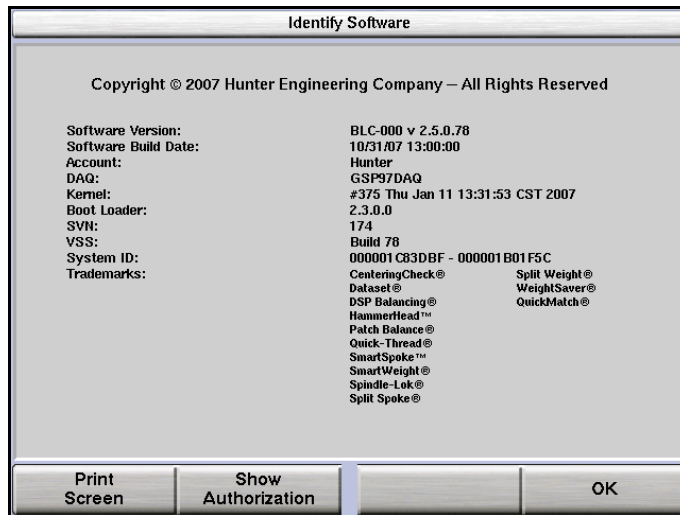 Identify Software
Copyright © 2007 Hunter Engineering Company – All Rights Reserved
Software Version: BLC-000 v 2.5.0.78
Software Build Date: 10/31/07 13:00:00
Account: Hunter
DAQ: GSP97DAQ
Kernel: #375 Thu Jan 11 13:31:53 CST 2007
Boot Loader: 2.3.0.0
SVN: 174
VSS: Build 78
System ID: 000001C83DBF - 000001B01F5C
Trademarks: CenteringCheck® Split Weight®
Dataset® WeightSaver®
DSP Balancing® QuickMatch®
HammerHead™
Patch Balance®
Quick-Thread®
SmartSpoke™
SmartWeight®
Spindle-Lok®
Split Spoke®
Print Screen
Show Authorization
OK